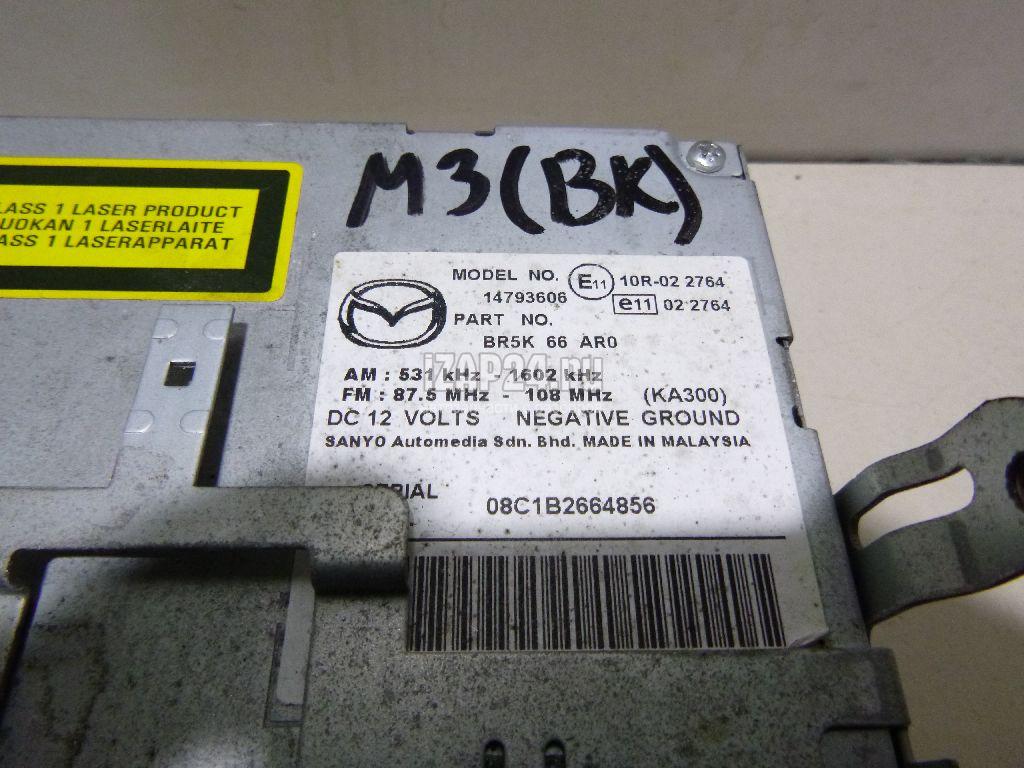 M3(BK)
LASS 1 LASER PRODUCT
UOKAN 1 LASERLAITE
ASS 1 LASERAPPARAT
MODEL NO.
14793606
E11 10R-02 2764
e11 02 2764
PART NO.
BR5K 66 AR0
AM : 531 kHz - 1602 kHz
FM : 87.5 MHz - 108 MHz (KA300)
DC 12 VOLTS NEGATIVE GROUND
SANYO Automedia Sdn. Bhd. MADE IN MALAYSIA
SERIAL
08C1B2664856
iZAP24.ru